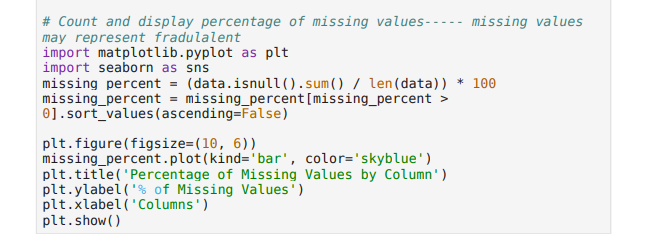 # Count and display percentage of missing values----- missing values
may represent fradulalent
import matplotlib.pyplot as plt
import seaborn as sns
missing_percent = (data.isnull().sum() / len(data)) * 100
missing_percent = missing_percent[missing_percent >
0].sort_values(ascending=False)
plt.figure(figsize=(10, 6))
missing_percent.plot(kind='bar', color='skyblue')
plt.title('Percentage of Missing Values by Column')
plt.ylabel('% of Missing Values')
plt.xlabel('Columns')
plt.show()